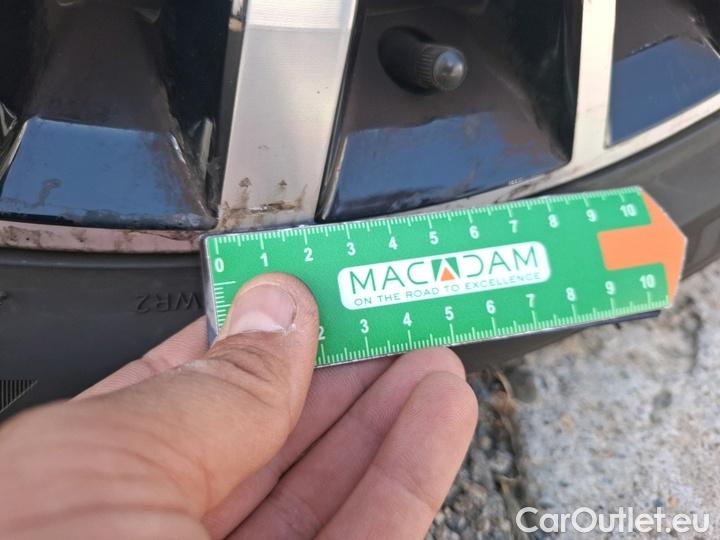 0 1 2 3 4 5 6 7 8 9 10
MACADAM
ON THE ROAD TO EXCELLENCE
2 3 4 5 6 7 8 9 10
WR2
CarOutlet.eu